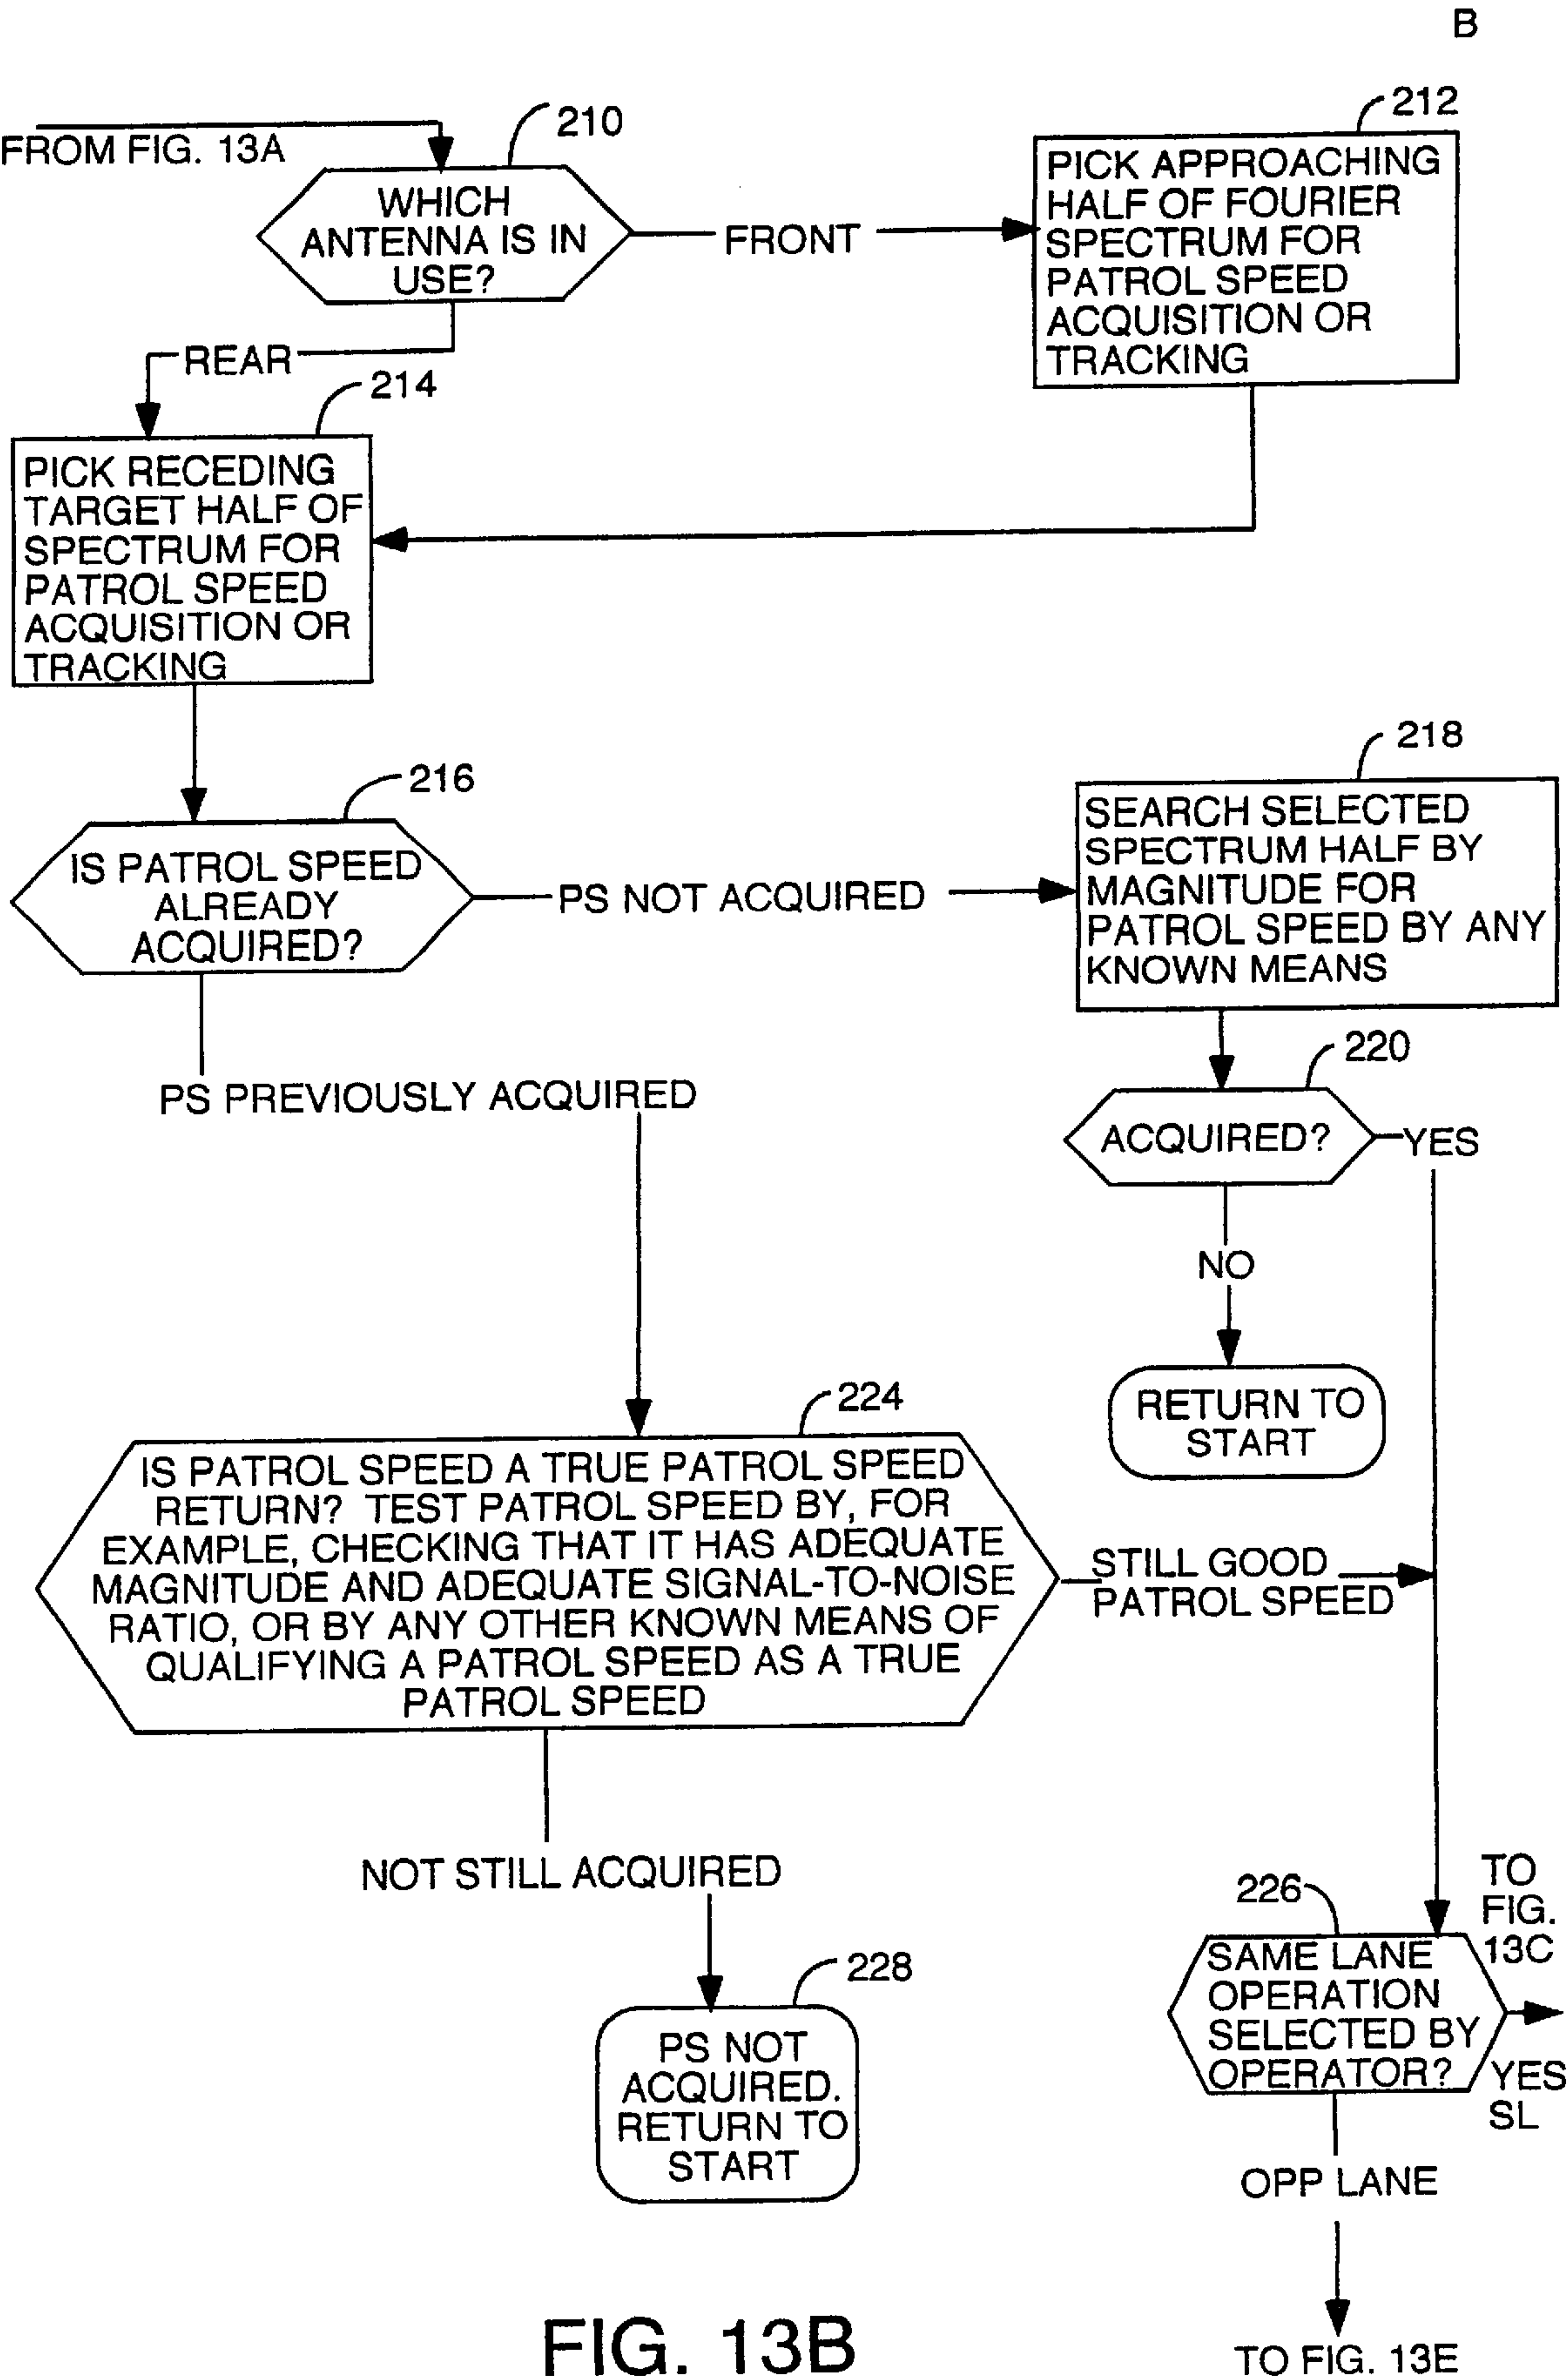 B
FROM FIG. 13A
210
WHICH
ANTENNA IS IN
USE?
FRONT
212
PICK APPROACHING
HALF OF FOURIER
SPECTRUM FOR
PATROL SPEED
ACQUISITION OR
TRACKING
REAR
214
PICK RECEDING
TARGET HALF OF
SPECTRUM FOR
PATROL SPEED
ACQUISITION OR
TRACKING
216
IS PATROL SPEED
ALREADY
ACQUIRED?
PS NOT ACQUIRED
218
SEARCH SELECTED
SPECTRUM HALF BY
MAGNITUDE FOR
PATROL SPEED BY ANY
KNOWN MEANS
220
ACQUIRED?
YES
NO
RETURN TO
START
PS PREVIOUSLY ACQUIRED
224
IS PATROL SPEED A TRUE PATROL SPEED
RETURN? TEST PATROL SPEED BY, FOR
EXAMPLE, CHECKING THAT IT HAS ADEQUATE
MAGNITUDE AND ADEQUATE SIGNAL-TO-NOISE
RATIO, OR BY ANY OTHER KNOWN MEANS OF
QUALIFYING A PATROL SPEED AS A TRUE
PATROL SPEED
STILL GOOD
PATROL SPEED
NOT STILL ACQUIRED
228
PS NOT
ACQUIRED.
RETURN TO
START
226
SAME LANE
OPERATION
SELECTED BY
OPERATOR?
TO
FIG.
13C
YES
SL
OPP LANE
TO FIG. 13E
FIG. 13B